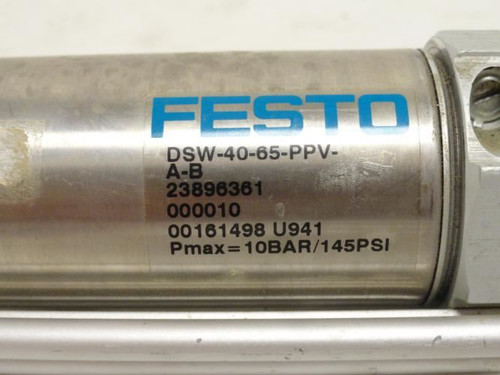 FESTO
DSW-40-65-PPV-
A-B
23896361
000010
00161498 U941
Pmax=10BAR/145PSI